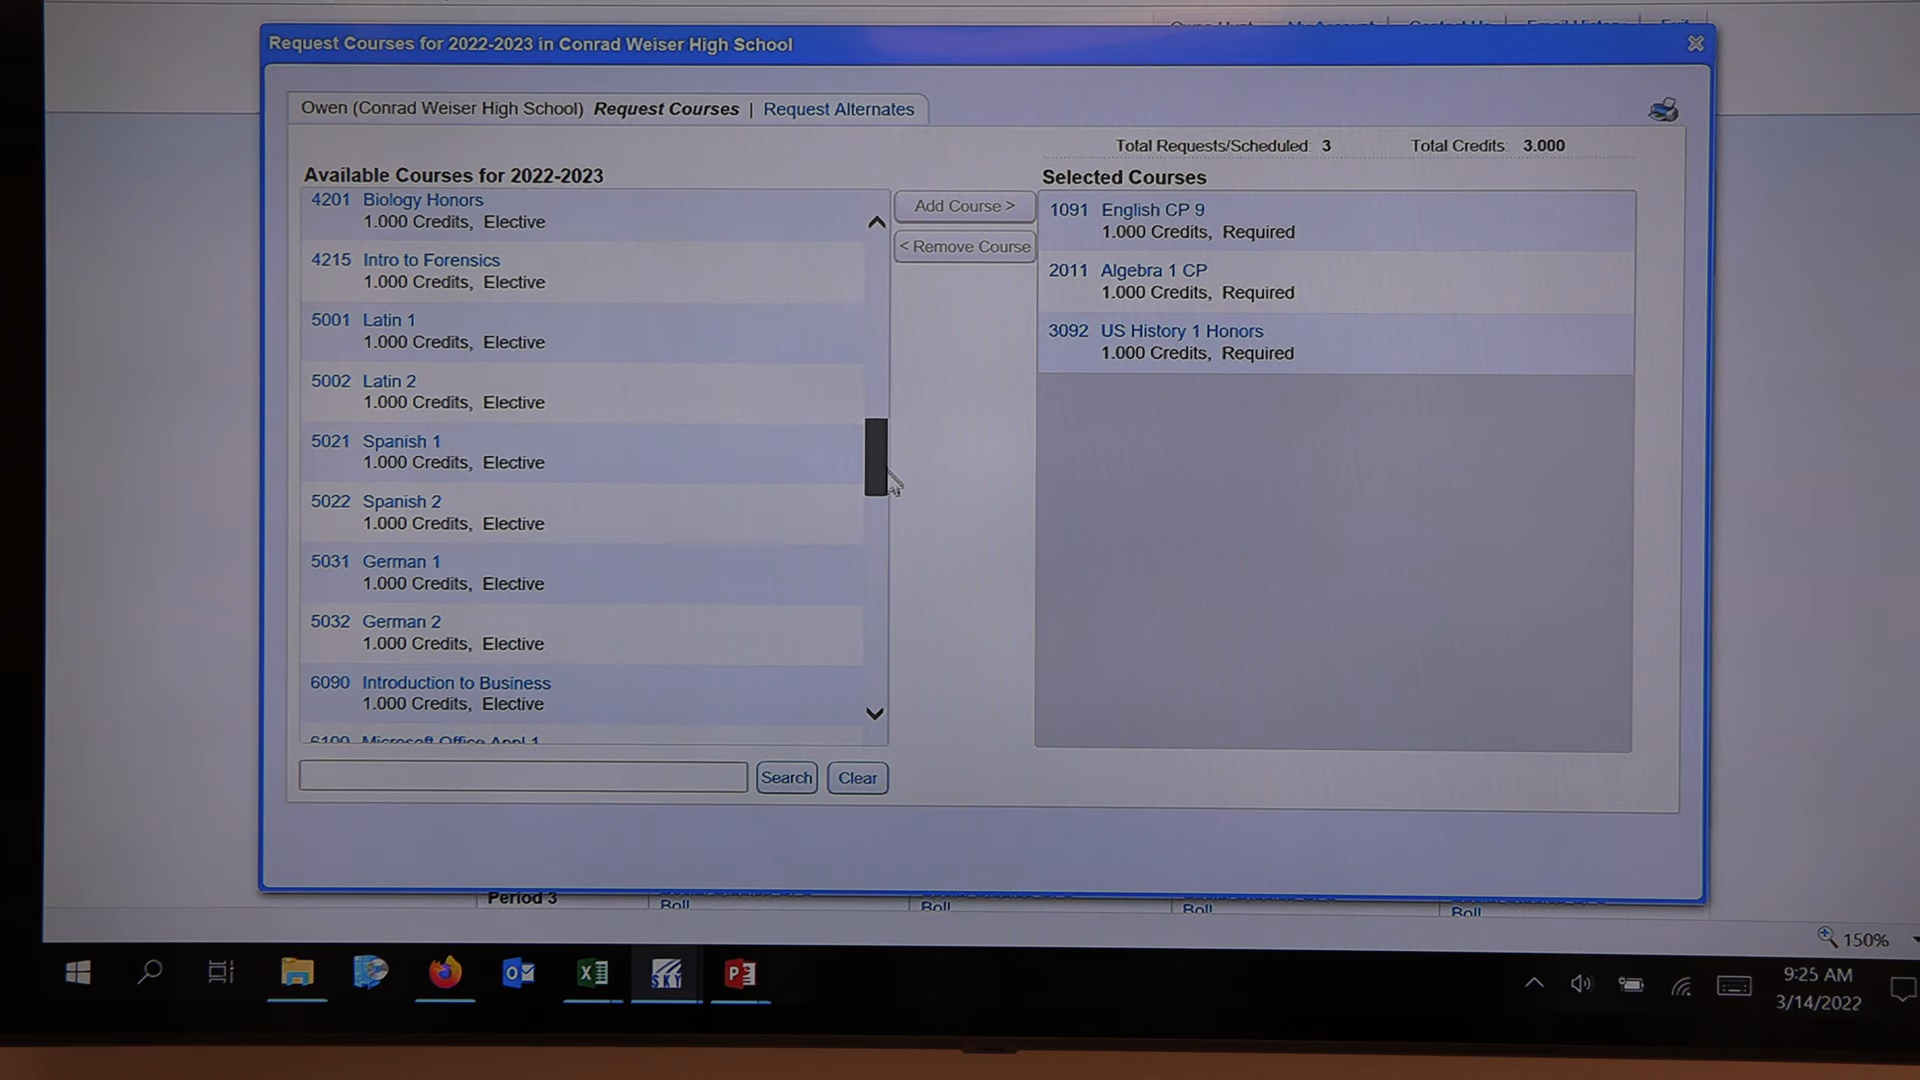 Request Courses for 2022-2023 in Conrad Weiser High School
Owen (Conrad Weiser High School) Request Courses | Request Alternates
Total Requests/Scheduled: 3 Total Credits: 3.000
Available Courses for 2022-2023
4201 Biology Honors
1.000 Credits, Elective
4215 Intro to Forensics
1.000 Credits, Elective
5001 Latin 1
1.000 Credits, Elective
5002 Latin 2
1.000 Credits, Elective
5021 Spanish 1
1.000 Credits, Elective
5022 Spanish 2
1.000 Credits, Elective
5031 German 1
1.000 Credits, Elective
5032 German 2
1.000 Credits, Elective
6090 Introduction to Business
1.000 Credits, Elective
6100 Microsoft Office Appl 1
Add Course >
< Remove Course
Selected Courses
1091 English CP 9
1.000 Credits, Required
2011 Algebra 1 CP
1.000 Credits, Required
3092 US History 1 Honors
1.000 Credits, Required
Search Clear
Period 3
Roll Roll Roll Roll
150%
SKY
9:25 AM
3/14/2022